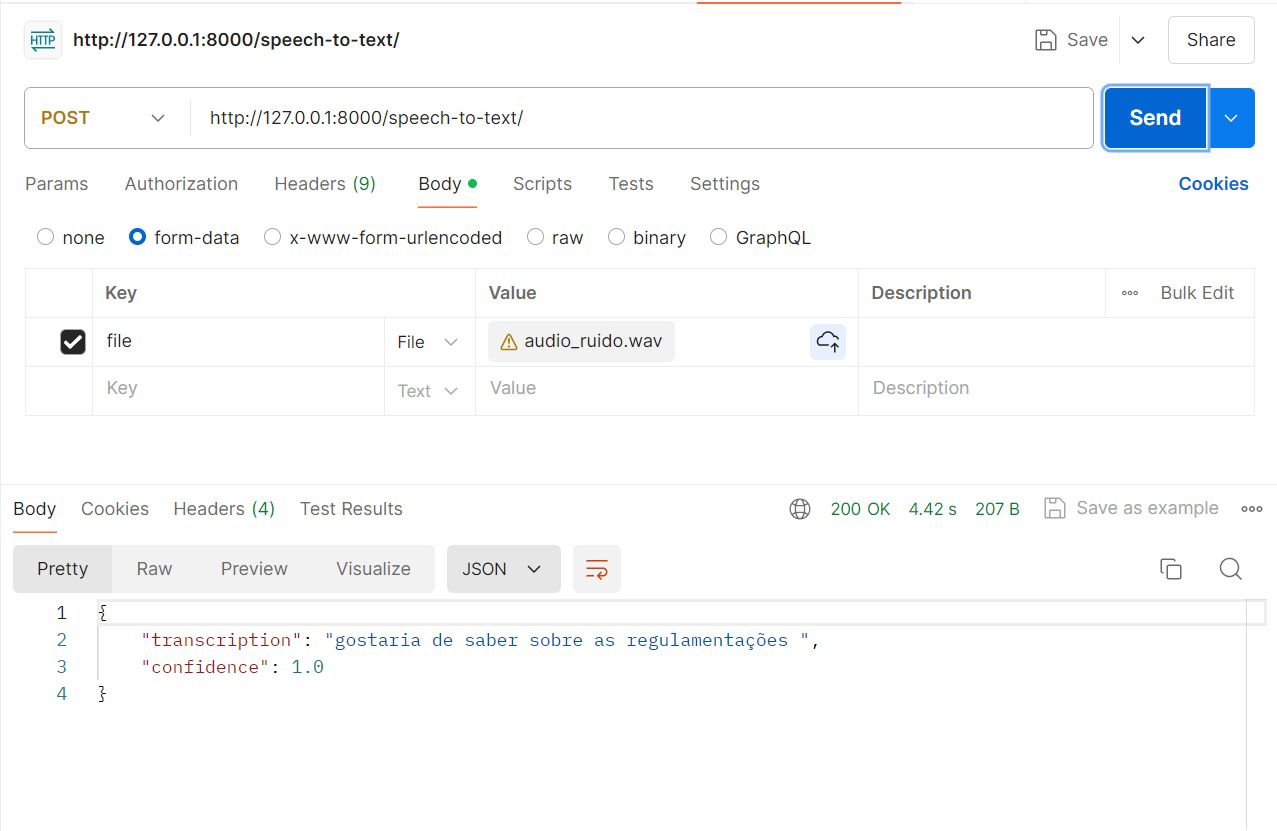 HTTP http://127.0.0.1:8000/speech-to-text/ Save Share
POST http://127.0.0.1:8000/speech-to-text/ Send
Params Authorization Headers (9) Body Scripts Tests Settings Cookies
none form-data x-www-form-urlencoded raw binary GraphQL
Key Value Description Bulk Edit
file File audio_ruido.wav
Key Text Value Description
Body Cookies Headers (4) Test Results 200 OK 4.42 s 207 B Save as example
Pretty Raw Preview Visualize JSON
1 {
2 "transcription": "gostaria de saber sobre as regulamentações ",
3 "confidence": 1.0
4 }